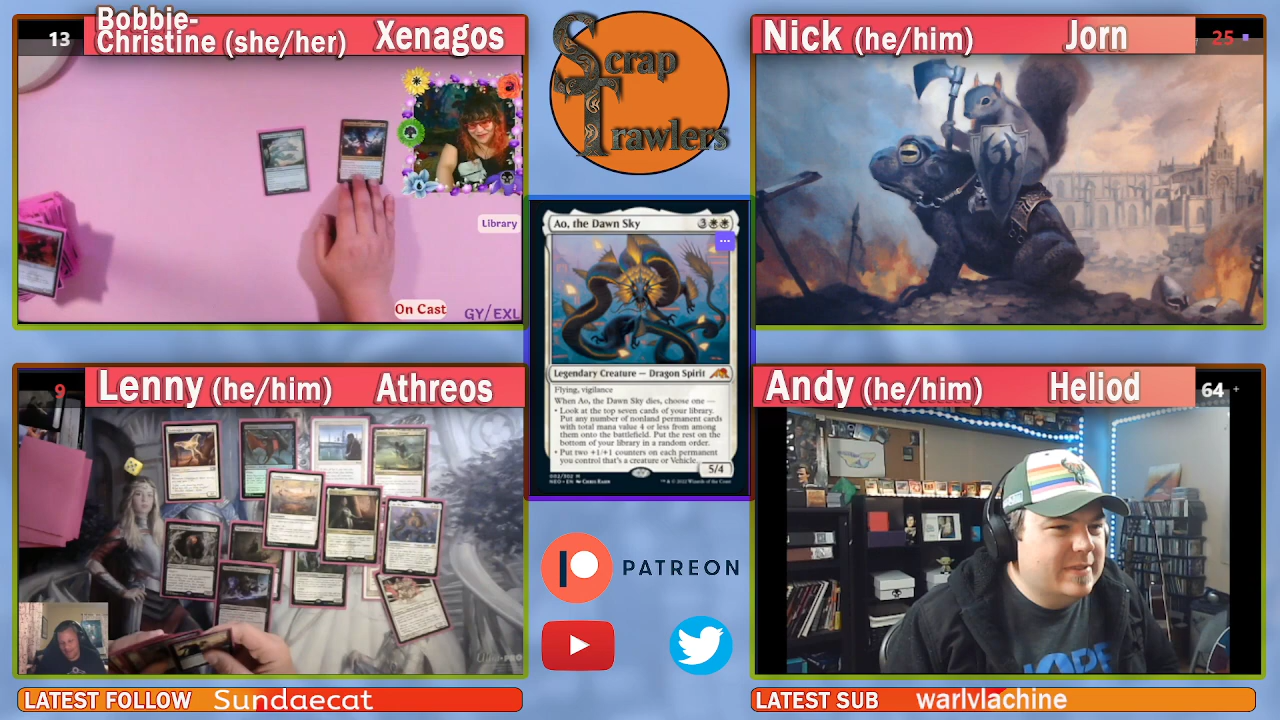 13
Bobbie-
Christine (she/her)
Xenagos
Library
On Cast
GY/EXL
Scrap
Trawlers
Nick (he/him)
Jorn
25
Ao, the Dawn Sky
3
Legendary Creature — Dragon Spirit
Flying, vigilance
When Ao, the Dawn Sky dies, choose one —
• Look at the top seven cards of your library.
Put any number of nonland permanent cards
with total mana value 4 or less from among
them onto the battlefield. Put the rest on the
bottom of your library in a random order.
• Put two +1/+1 counters on each permanent
you control that's a creature or Vehicle.
5/4
9
Lenny (he/him)
Athreos
Andy (he/him)
Heliod
64 +
PATREON
LATEST FOLLOW
Sundaecat
LATEST SUB
warlvlachine